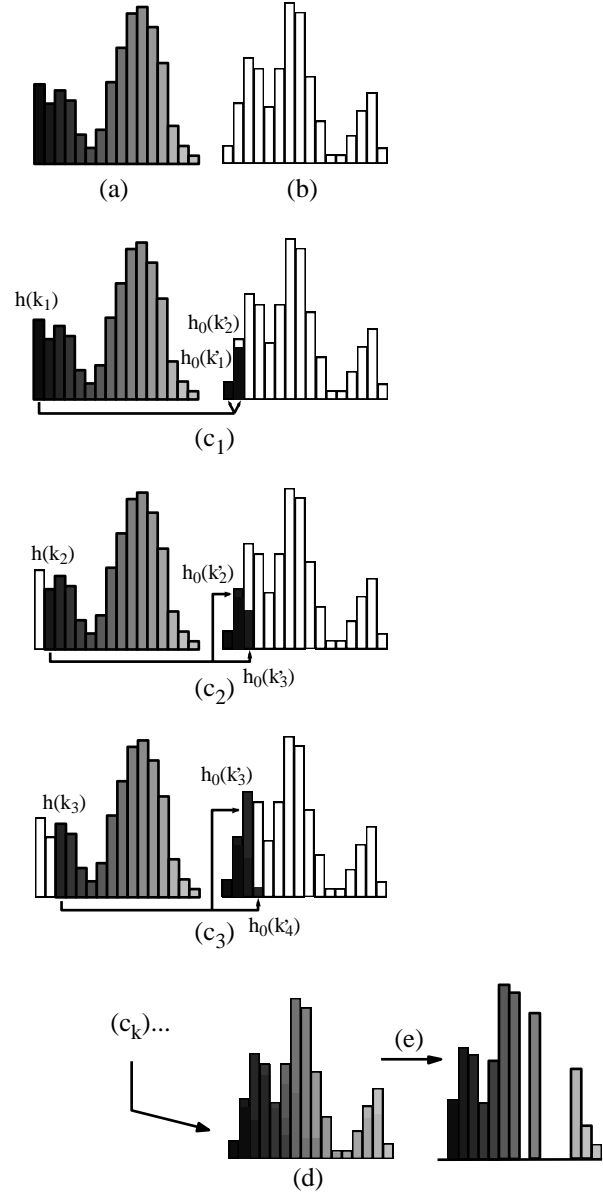 (a) (b)
h(k1)
h0(k'2)
h0(k'1)
(c1)
h(k2)
h0(k'2)
(c2)
h0(k'3)
h0(k'3)
h(k3)
(c3)
h0(k'4)
(ck)...
(e)
(d)